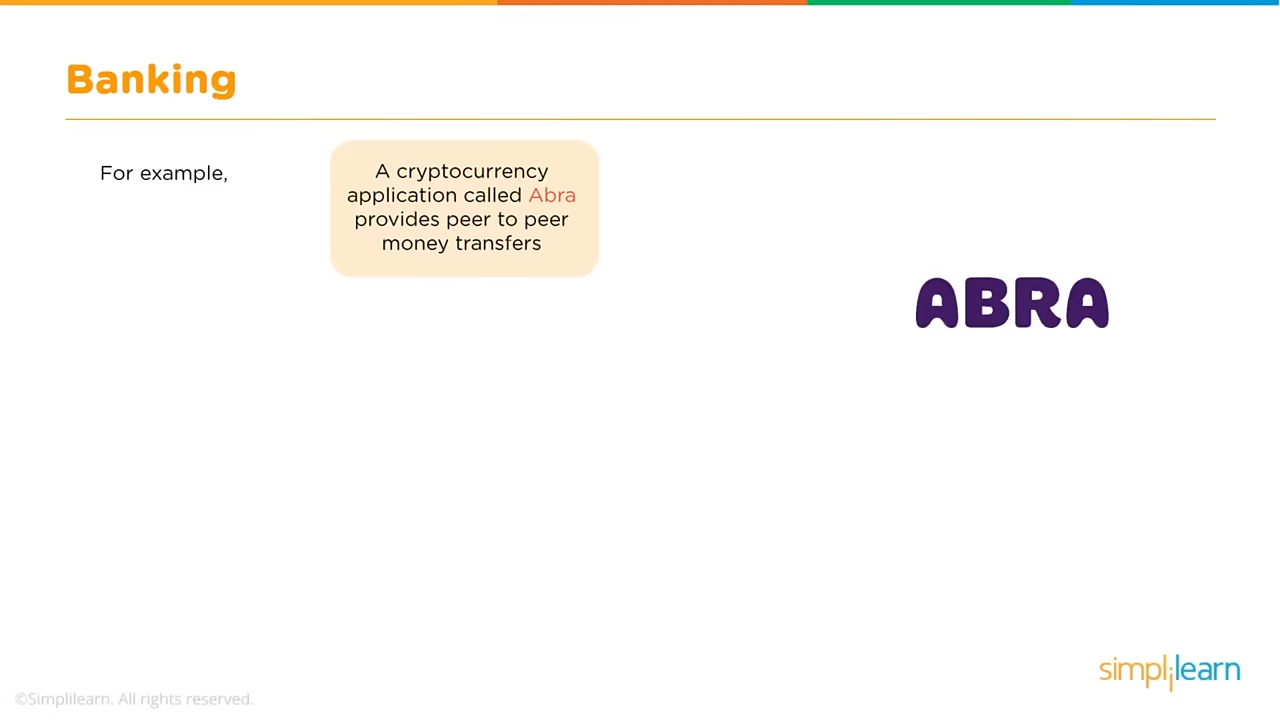 Banking
For example,
A cryptocurrency
application called Abra
provides peer to peer
money transfers
ABRA
simplilearn
©Simplilearn. All rights reserved.